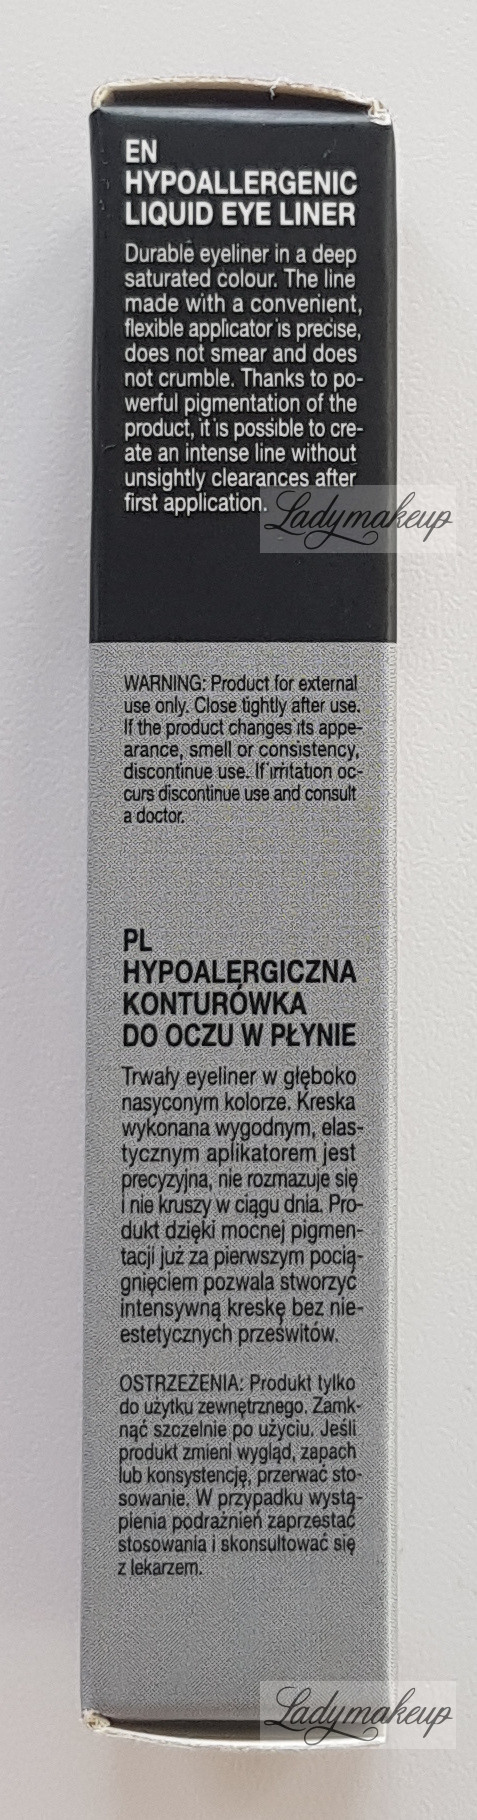 EN
HYPOALLERGENIC
LIQUID EYE LINER
Durable eyeliner in a deep
saturated colour. The line
made with a convenient,
flexible applicator is precise,
does not smear and does
not crumble. Thanks to po-
werful pigmentation of the
product, it is possible to cre-
ate an intense line without
unsightly clearances after
first application.
Ladymakeup
WARNING: Product for external
use only. Close tightly after use.
If the product changes its appe-
arance, smell or consistency,
discontinue use. If irritation oc-
curs discontinue use and consult
a doctor.
PL
HYPOALERGICZNA
KONTURÓWKA
DO OCZU W PŁYNIE
Trwały eyeliner w głęboko
nasyconym kolorze. Kreska
wykonana wygodnym, elas-
tycznym aplikatorem jest
precyzyjna, nie rozmazuje się
i nie kruszy w ciągu dnia. Pro-
dukt dzięki mocnej pigmen-
tacji już za pierwszym pocią-
gnięciem pozwala stworzyć
intensywną kreskę bez nie-
estetycznych prześwitów.
OSTRZEŻENIA: Produkt tylko
do użytku zewnętrznego. Zamk-
nąć szczelnie po użyciu. Jeśli
produkt zmieni wygląd, zapach
lub konsystencję, przerwać sto-
sowanie. W przypadku wystą-
pienia podrażnień zaprzestać
stosowania i skonsultować się
z lekarzem.
Ladymakeup